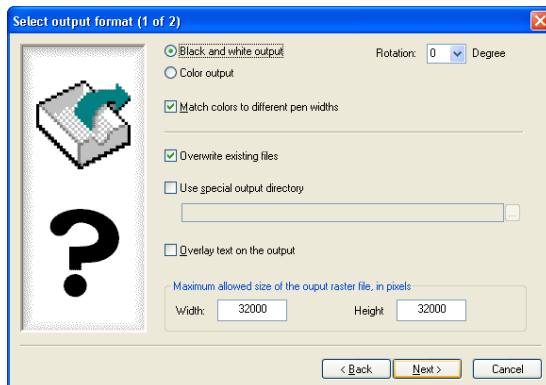 Select output format (1 of 2)
Black and white output
Rotation: 0 Degree
Color output
Match colors to different pen widths
Overwrite existing files
Use special output directory
...
Overlay text on the output
Maximum allowed size of the ouput raster file, in pixels
Width: 32000 Height 32000
< Back Next > Cancel